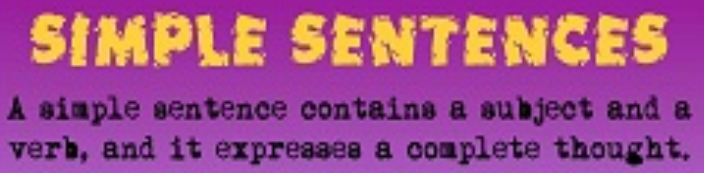 SIMPLE SENTENCES
A simple sentence contains a subject and a
verb, and it expresses a complete thought.